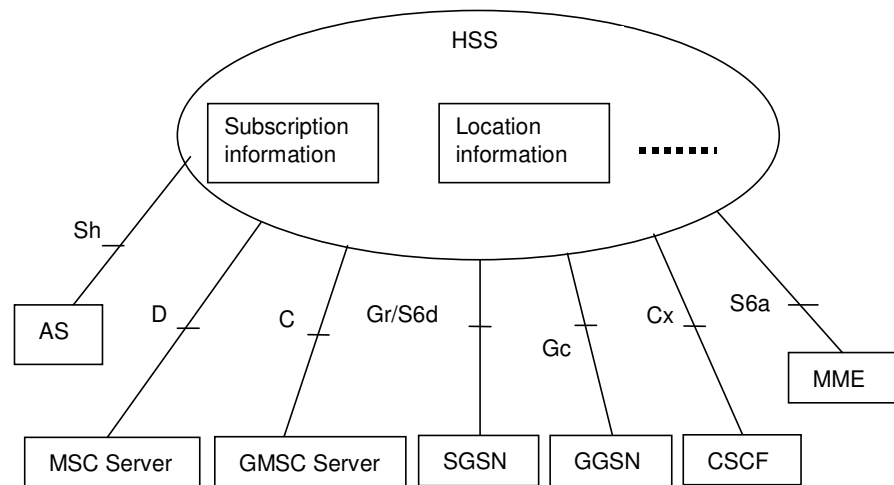 HSS
Subscription
information
Location
information
Sh
D
C
Gr/S6d
Gc
Cx
S6a
AS
MME
MSC Server
GMSC Server
SGSN
GGSN
CSCF